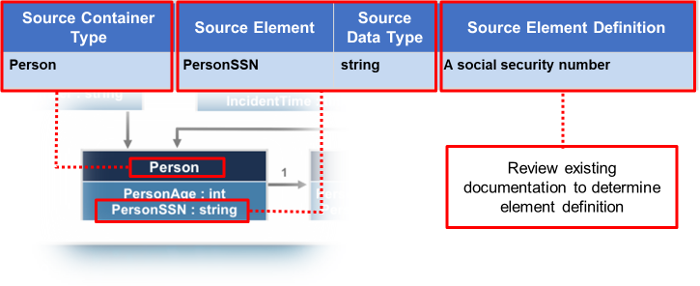 Source Container Type
Source Element
Source Data Type
Source Element Definition
Person
PersonSSN
string
A social security number
string
IncidentTime
Person
1
PersonAge : int
PersonSSN : string
Review existing
documentation to determine
element definition